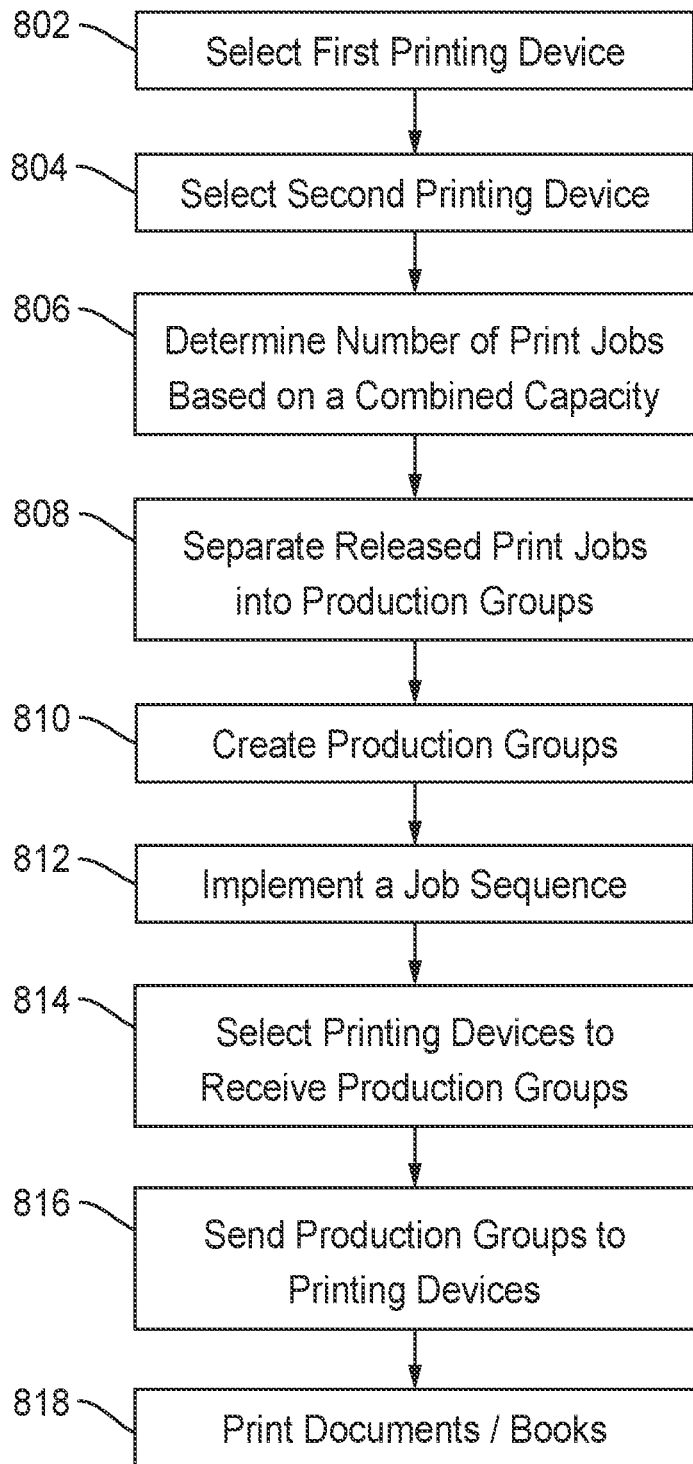 802
Select First Printing Device
804
Select Second Printing Device
806
Determine Number of Print Jobs
Based on a Combined Capacity
808
Separate Released Print Jobs
into Production Groups
810
Create Production Groups
812
Implement a Job Sequence
814
Select Printing Devices to
Receive Production Groups
816
Send Production Groups to
Printing Devices
818
Print Documents / Books